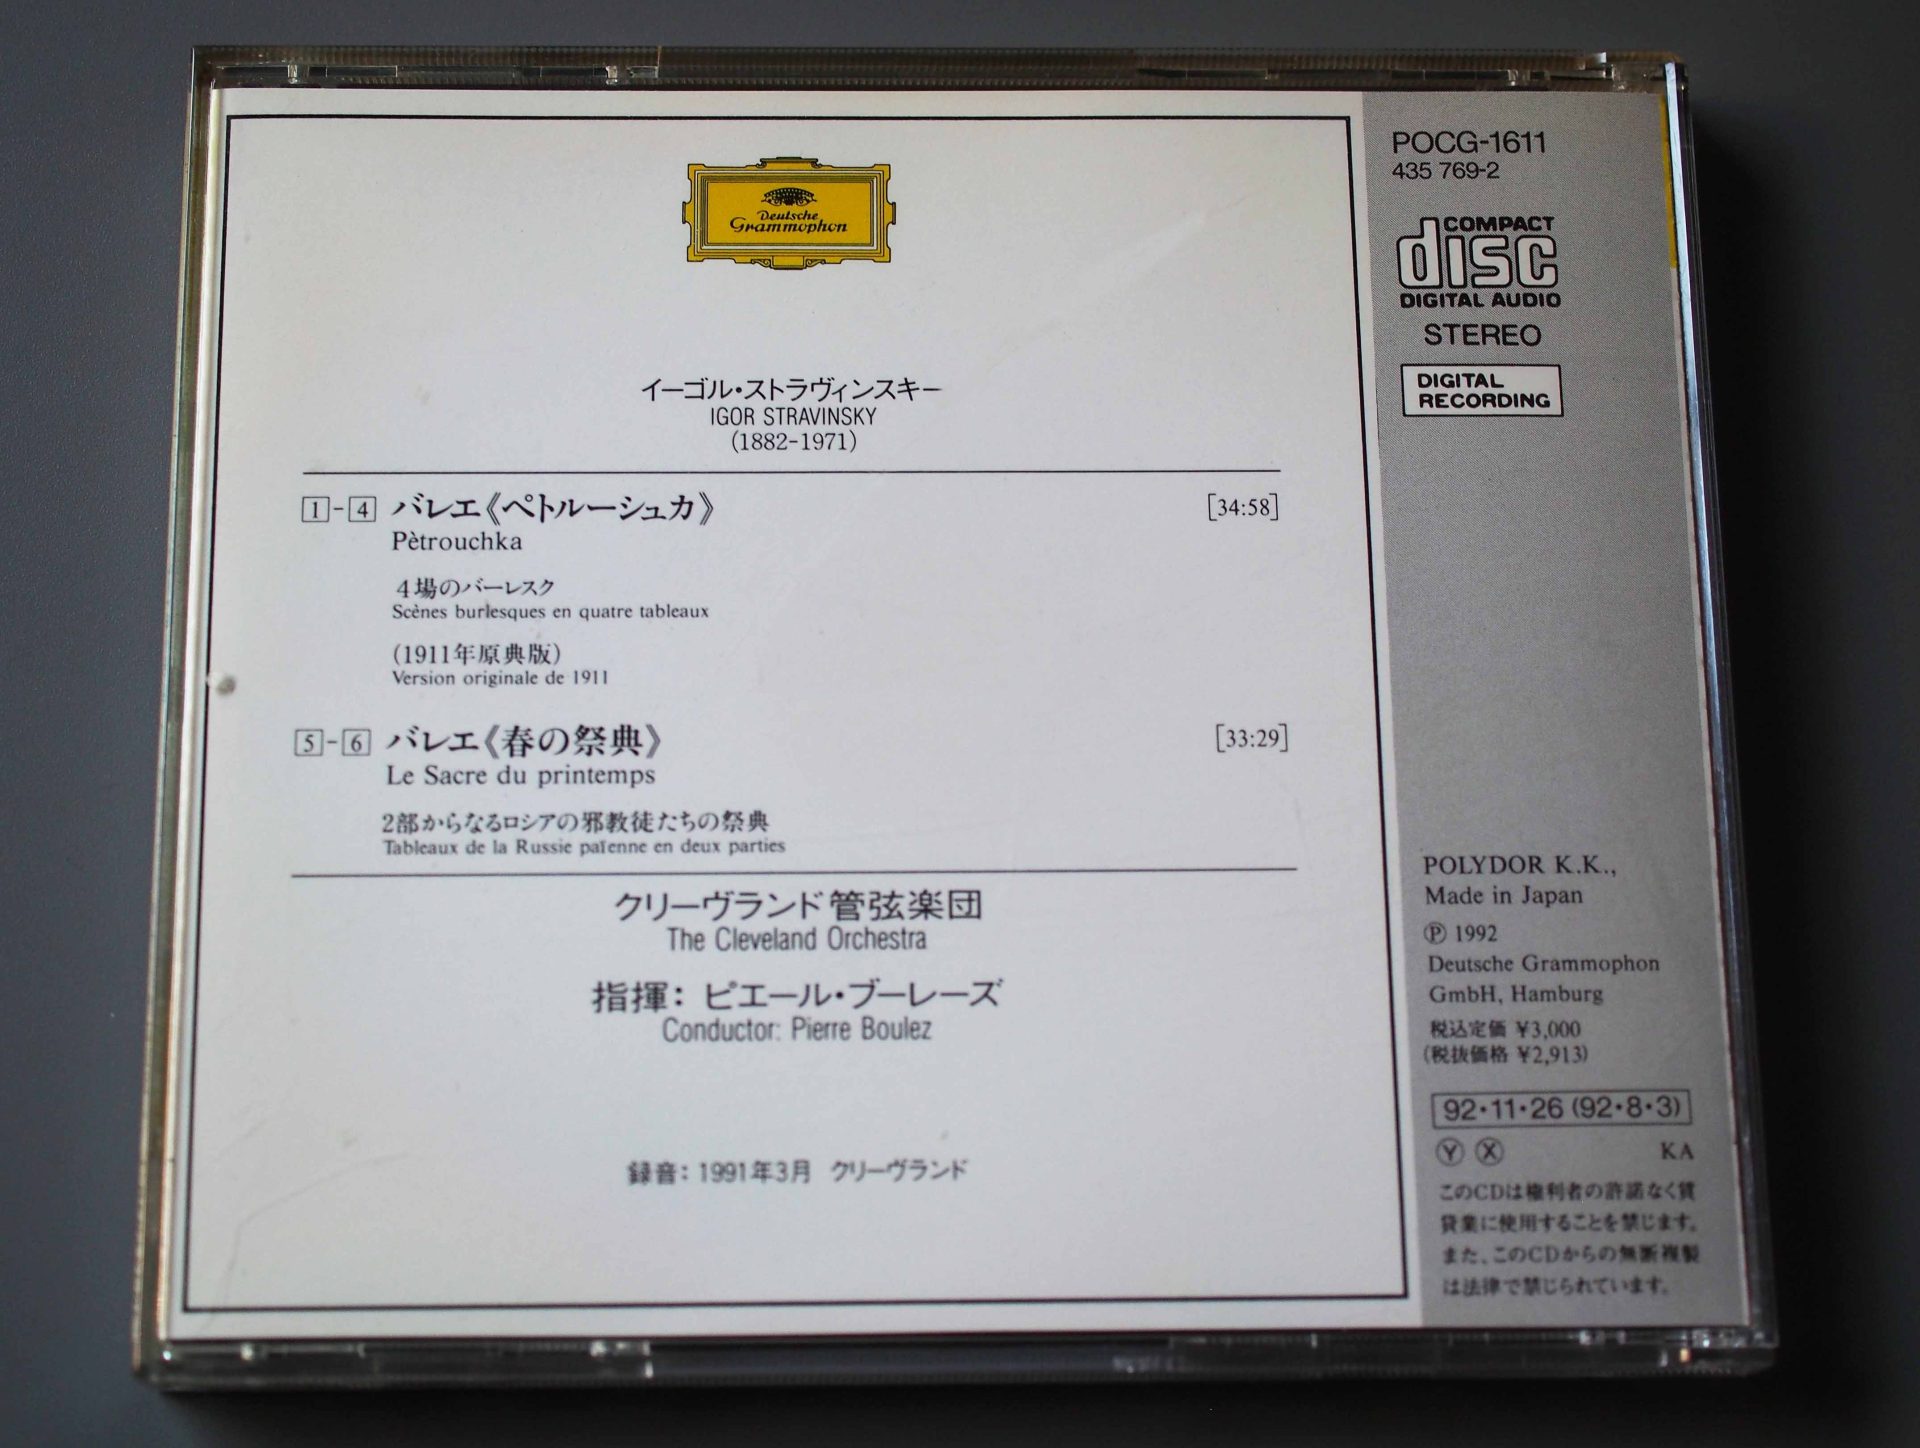 Deutsche
Grammophon
イーゴル・ストラヴィンスキー
IGOR STRAVINSKY
(1882-1971)
1-4 バレエ《ペトルーシュカ》 [34:58]
Pètrouchka
4場のバーレスク
Scènes burlesques en quatre tableaux
(1911年原典版)
Version originale de 1911
5-6 バレエ《春の祭典》 [33:29]
Le Sacre du printemps
2部からなるロシアの邪教徒たちの祭典
Tableaux de la Russie païenne en deux parties
クリーヴランド管弦楽団
The Cleveland Orchestra
指揮: ピエール・ブーレーズ
Conductor: Pierre Boulez
録音: 1991年3月 クリーヴランド
POCG-1611
435 769-2
COMPACT
disc
DIGITAL AUDIO
STEREO
DIGITAL
RECORDING
POLYDOR K.K.,
Made in Japan
Ⓟ 1992
Deutsche Grammophon
GmbH, Hamburg
税込定価 ¥3,000
(税抜価格 ¥2,913)
92・11・26 (92・8・3)
Ⓨ Ⓧ KA
このCDは権利者の許諾なく賃
貸業に使用することを禁じます。
また、このCDからの無断複製
は法律で禁じられています。